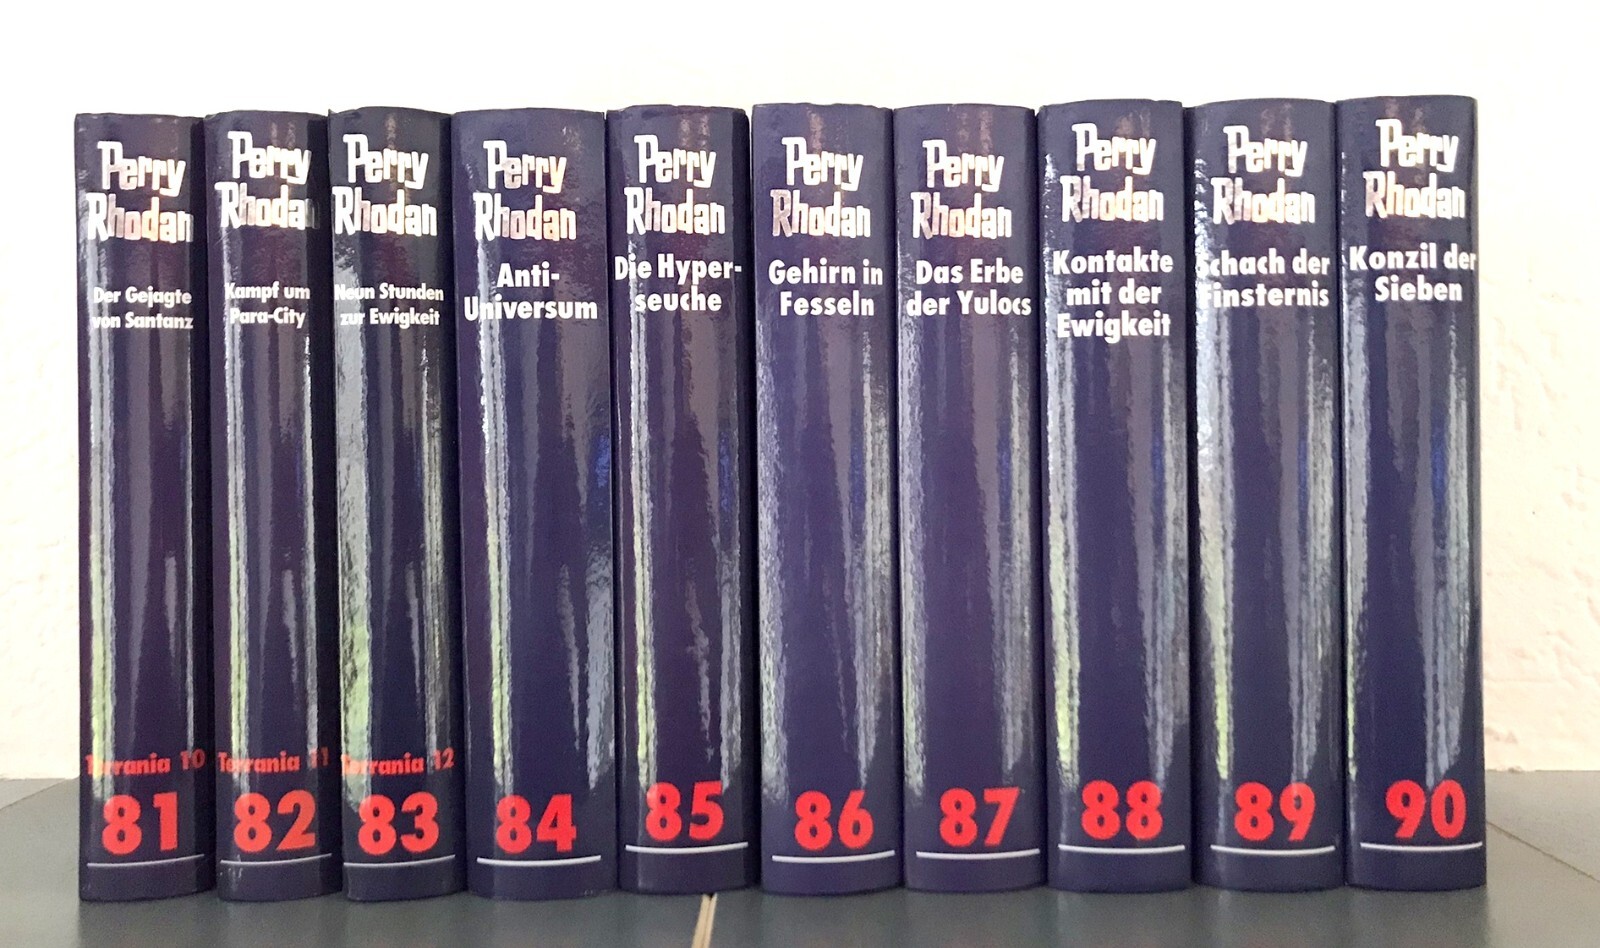 Perry
Rhodan
Der Gejagte
von Santanz
Terrania 10
81
Perry
Rhodan
Kampf um
Para-City
Terrania 11
82
Perry
Rhodan
Neun Stunden
zur Ewigkeit
Terrania 12
83
Perry
Rhodan
Anti-
Universum
84
Perry
Rhodan
Die Hyper-
seuche
85
Perry
Rhodan
Gehirn in
Fesseln
86
Perry
Rhodan
Das Erbe
der Yulocs
87
Perry
Rhodan
Kontakte
mit der
Ewigkeit
88
Perry
Rhodan
Schach der
Finsternis
89
Perry
Rhodan
Konzil der
Sieben
90